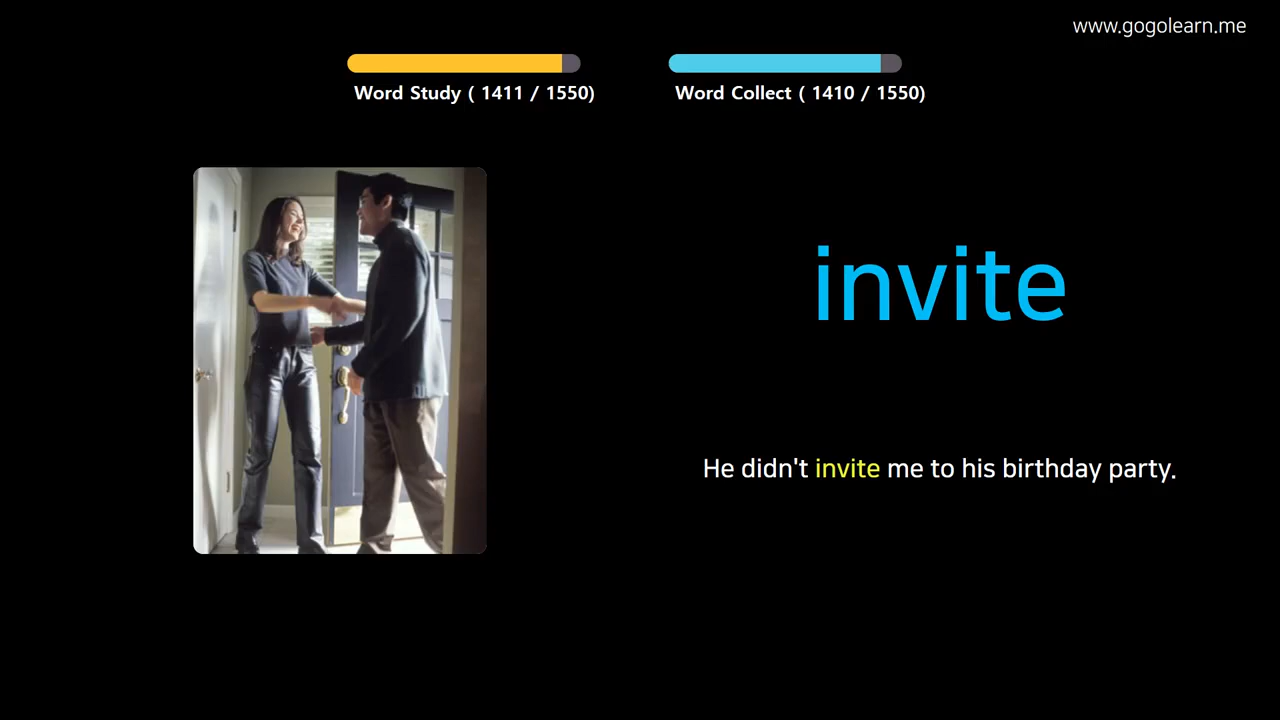 www.gogolearn.me
Word Study ( 1411 / 1550)
Word Collect ( 1410 / 1550)
invite
He didn't invite me to his birthday party.